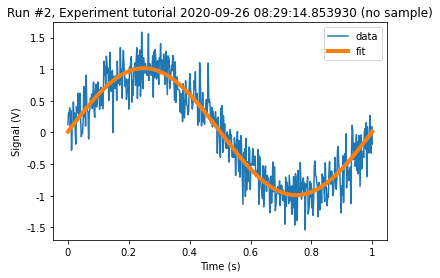 Run #2, Experiment tutorial 2020-09-26 08:29:14.853930 (no sample)
data
fit
Signal (V)
1.5
1
0.5
0
-0.5
-1
-1.5
0
0.2
0.4
0.6
0.8
1
Time (s)